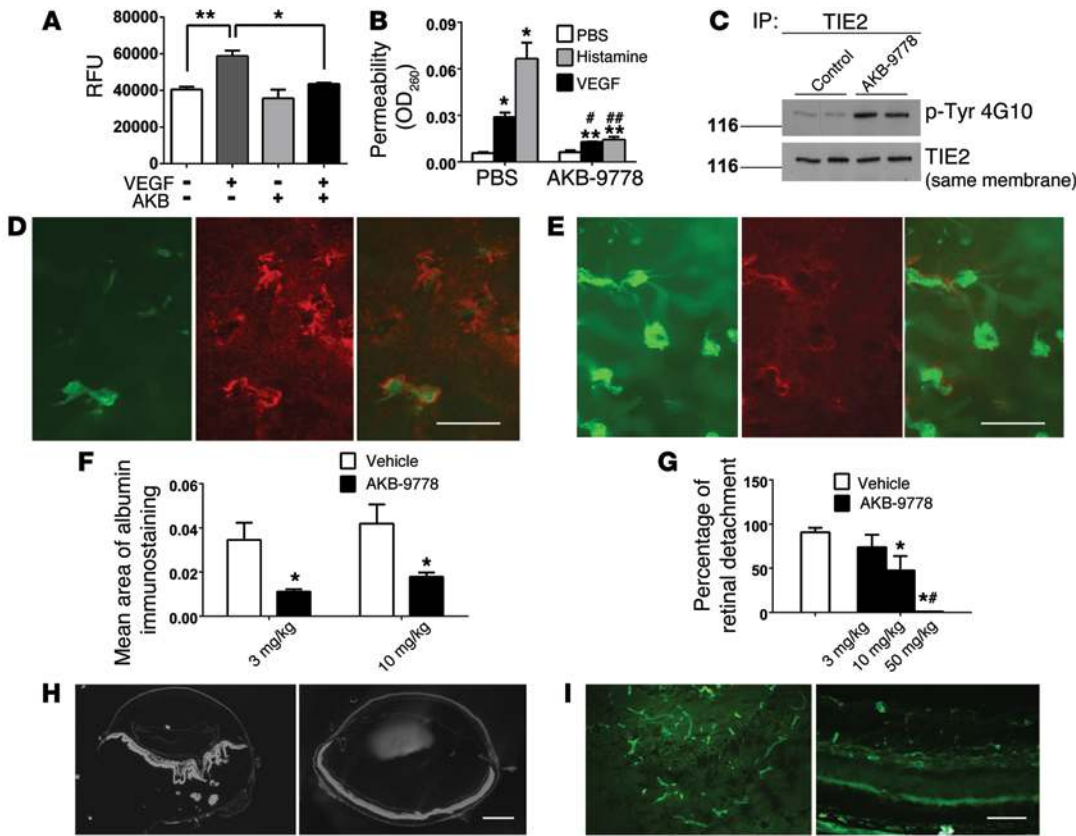 A
RFU
80000
60000
40000
20000
0
** *
VEGF - + - +
AKB - - + +
B
Permeability
(OD260)
0.09
0.06
0.03
0.00
PBS
Histamine
VEGF
* *
# ##
** **
PBS AKB-9778
C
IP: TIE2
Control AKB-9778
116 p-Tyr 4G10
116 TIE2
(same membrane)
D
E
F
Vehicle
AKB-9778
Mean area of albumin
immunostaining
0.06
0.04
0.02
0.00
* *
3 mg/kg 10 mg/kg
G
Vehicle
AKB-9778
Percentage of
retinal detachment
150
100
50
0
*
*#
3 mg/kg 10 mg/kg 50 mg/kg
H
I